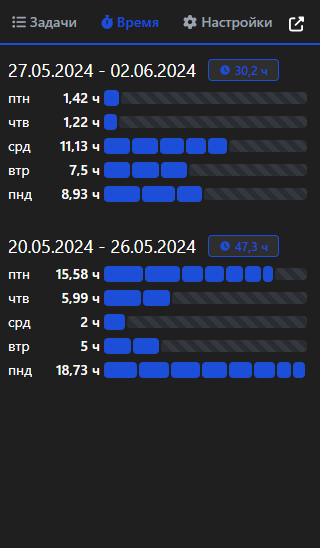 Задачи Время Настройки
27.05.2024 - 02.06.2024 30,2 ч
птн 1,42 ч
чтв 1,22 ч
срд 11,13 ч
втр 7,5 ч
пнд 8,93 ч
20.05.2024 - 26.05.2024 47,3 ч
птн 15,58 ч
чтв 5,99 ч
срд 2 ч
втр 5 ч
пнд 18,73 ч